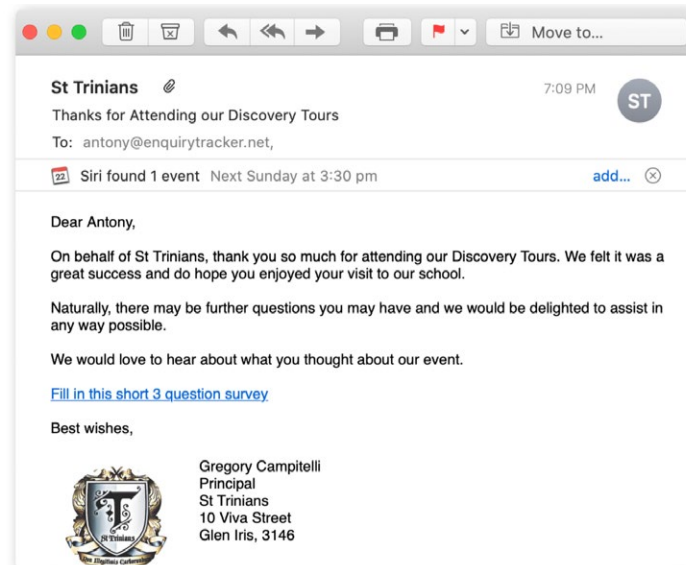 Move to...
St Trinians
7:09 PM
ST
Thanks for Attending our Discovery Tours
To: antony@enquirytracker.net,
22 Siri found 1 event Next Sunday at 3:30 pm add...
Dear Antony,
On behalf of St Trinians, thank you so much for attending our Discovery Tours. We felt it was a
great success and do hope you enjoyed your visit to our school.
Naturally, there may be further questions you may have and we would be delighted to assist in
any way possible.
We would love to hear about what you thought about our event.
Fill in this short 3 question survey
Best wishes,
Gregory Campitelli
Principal
St Trinians
10 Viva Street
Glen Iris, 3146
T
St Trinians